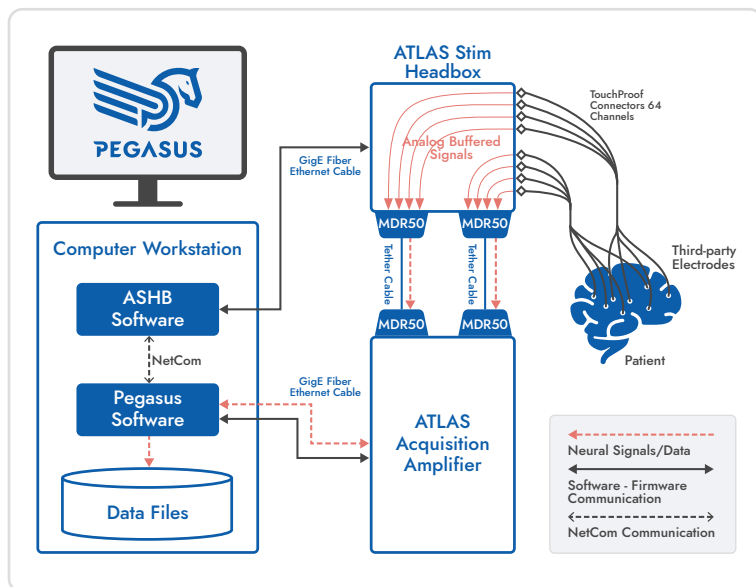 PEGASUS
ATLAS Stim
Headbox
TouchProof
Connectors 64
Channels
Analog Buffered
Signals
GigE Fiber
Ethernet Cable
MDR50
MDR50
Computer Workstation
Tether Cable
Tether Cable
Third-party
Electrodes
ASHB
Software
MDR50
MDR50
NetCom
Patient
Pegasus
Software
GigE Fiber
Ethernet Cable
ATLAS
Acquisition
Amplifier
Data Files
Neural Signals/Data
Software - Firmware
Communication
NetCom Communication